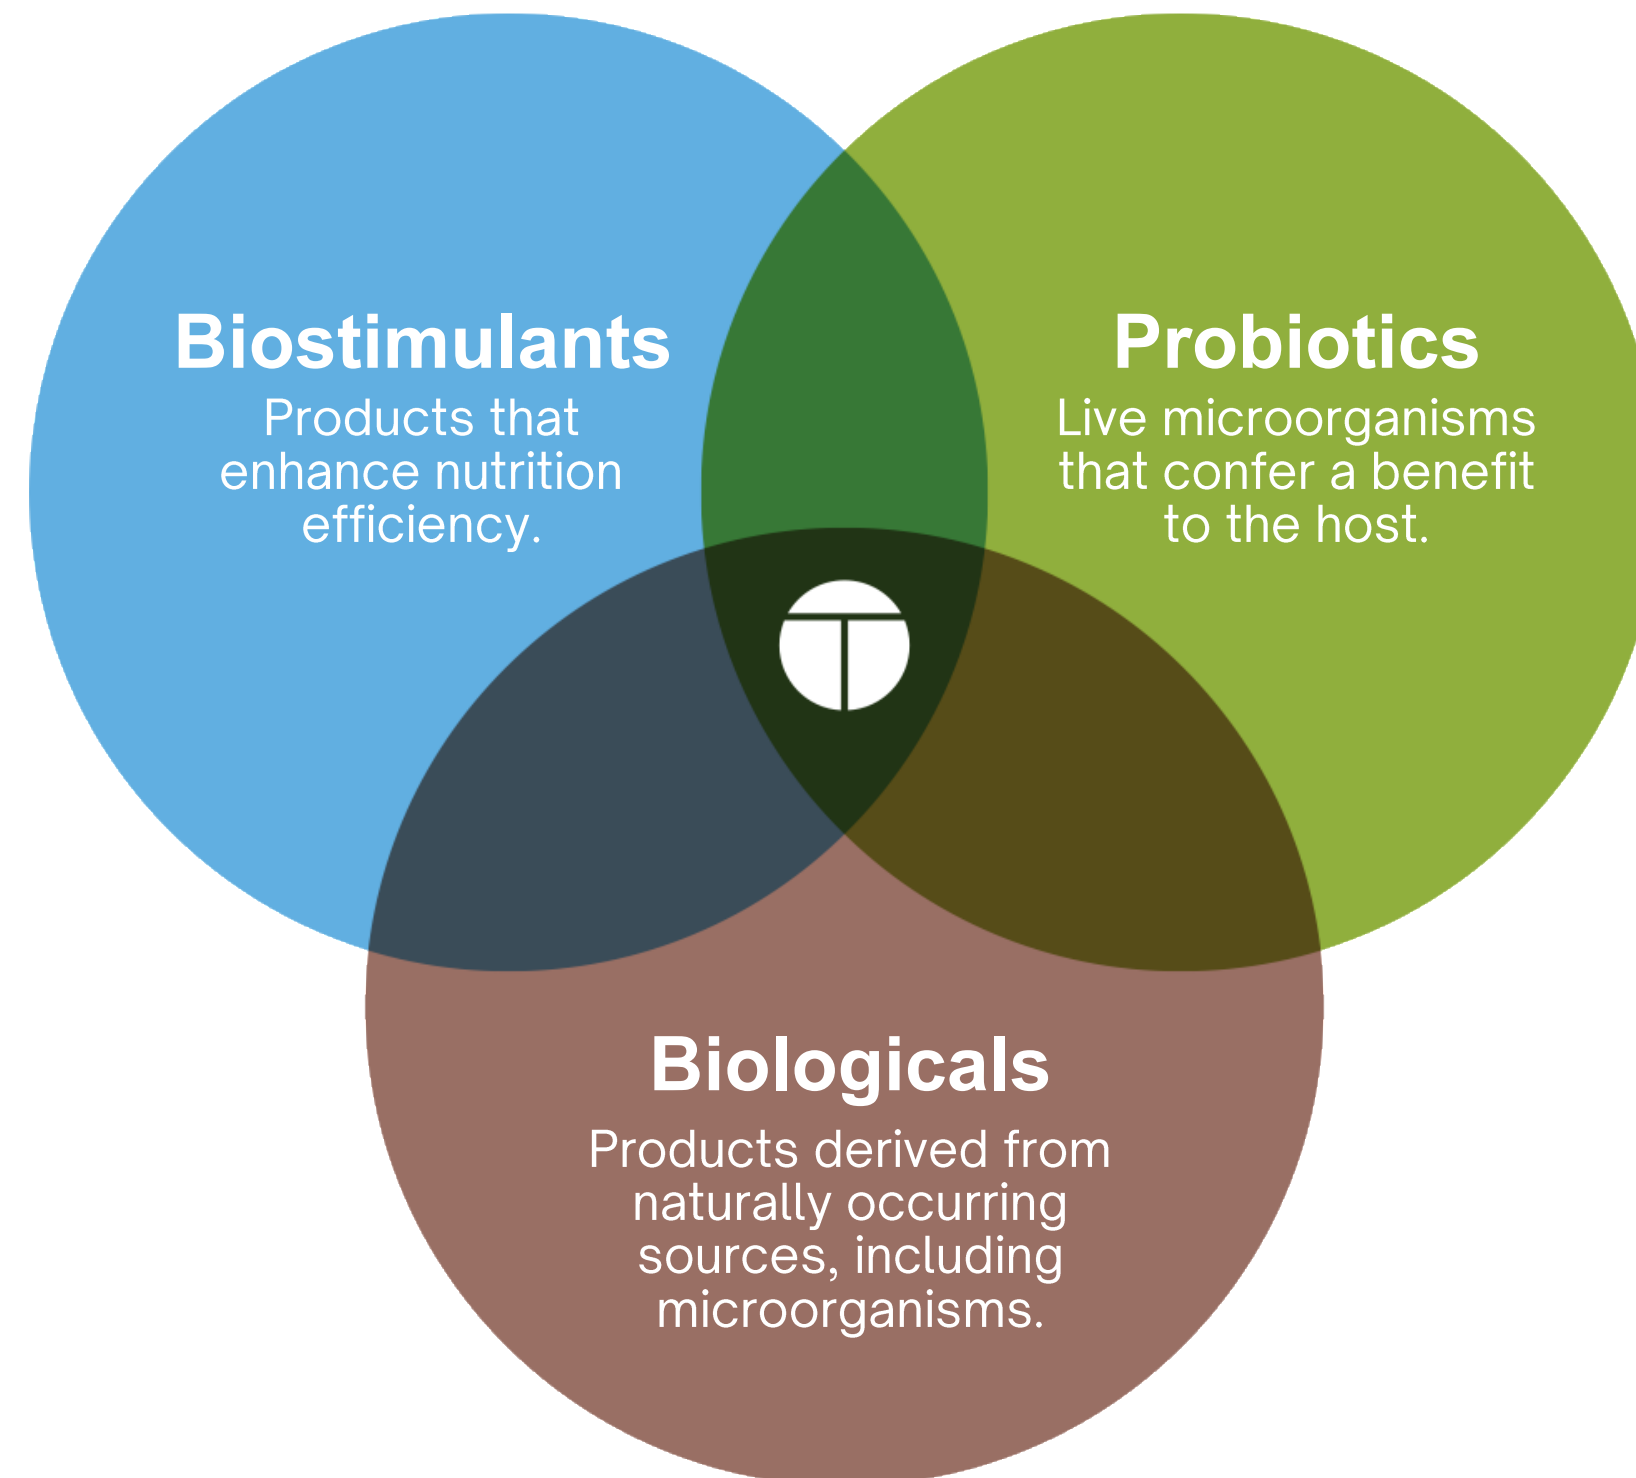 Biostimulants
Products that
enhance nutrition
efficiency.
Probiotics
Live microorganisms
that confer a benefit
to the host.
T
Biologicals
Products derived from
naturally occurring
sources, including
microorganisms.